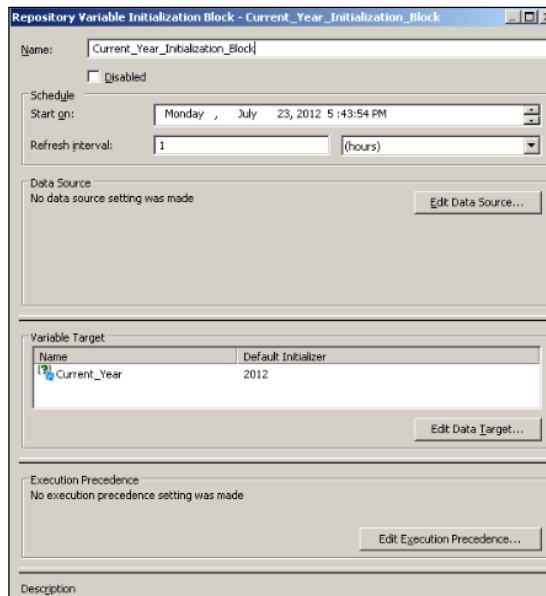 Repository Variable Initialization Block - Current_Year_Initialization_Block
Name: Current_Year_Initialization_Block
Disabled
Schedule
Start on: Monday , July 23, 2012 5 :43:54 PM
Refresh interval: 1 (hours)
Data Source
No data source setting was made
Edit Data Source...
Variable Target
Name Default Initializer
Current_Year 2012
Edit Data Target...
Execution Precedence
No execution precedence setting was made
Edit Execution Precedence...
Description